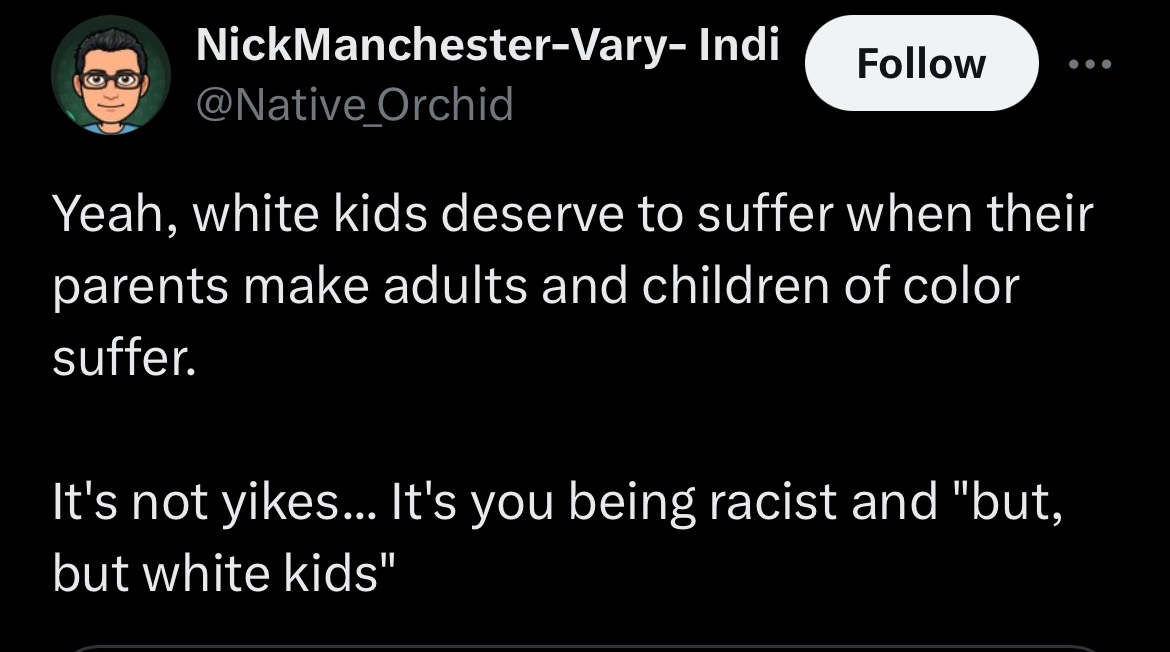 NickManchester-Vary- Indi
Follow
@Native_Orchid
Yeah, white kids deserve to suffer when their
parents make adults and children of color
suffer.
It's not yikes... It's you being racist and "but,
but white kids"